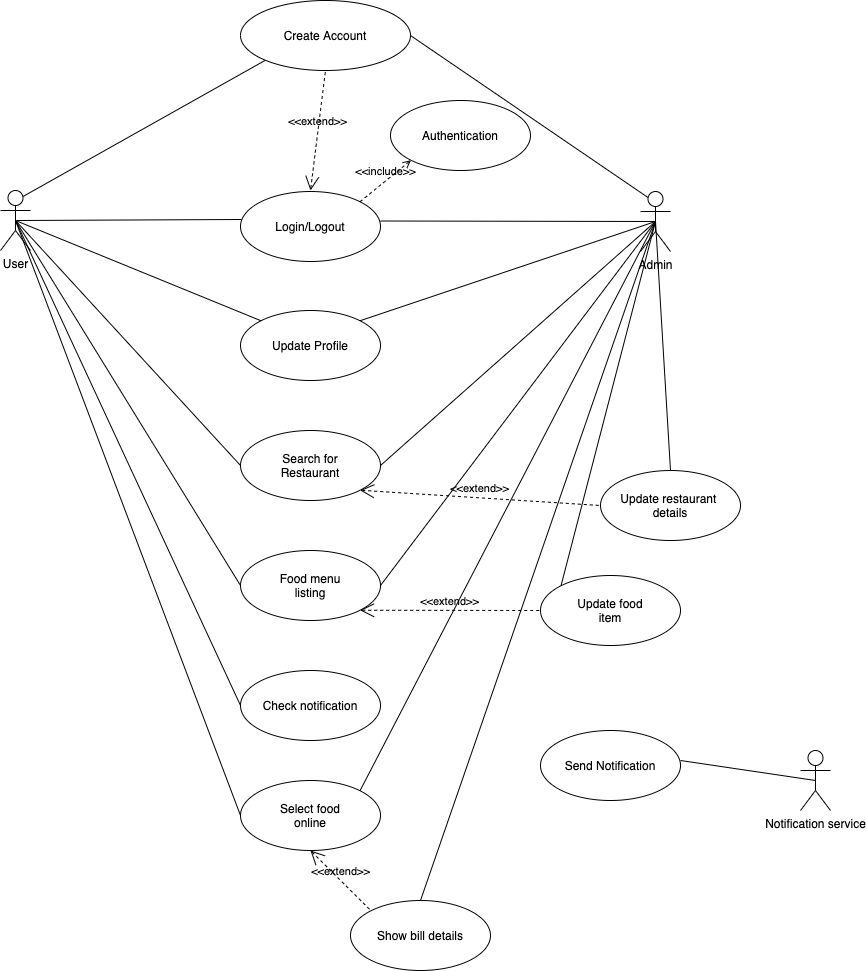 Create Account
<<extend>>
Authentication
<<include>>
Login/Logout
User
Admin
Update Profile
Search for
Restaurant
<<extend>>
Update restaurant
details
Food menu
listing
<<extend>>
Update food
item
Check notification
Send Notification
Select food
online
Notification service
<<extend>>
Show bill details